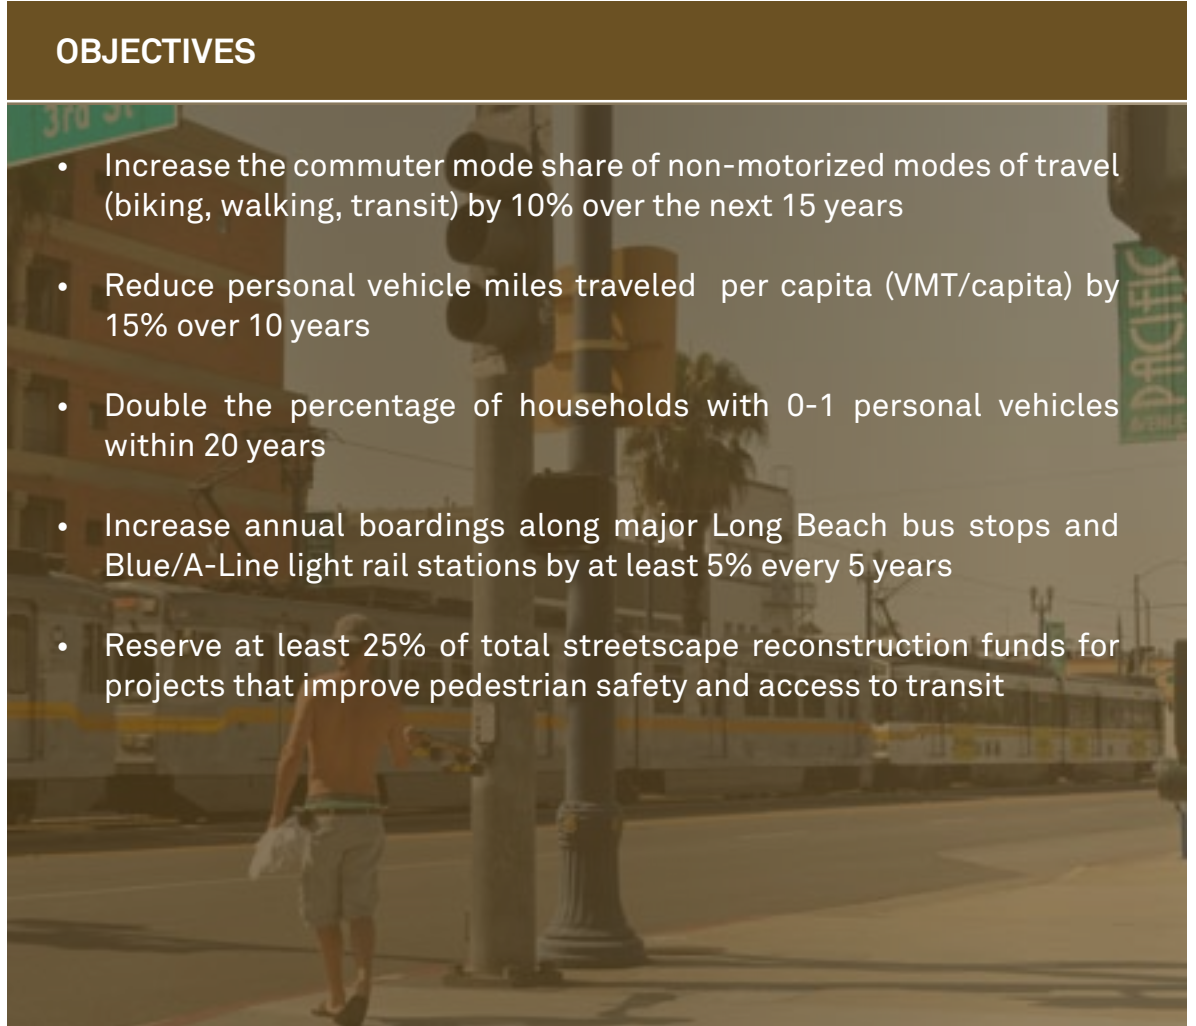 OBJECTIVES
3rd St
• Increase the commuter mode share of non-motorized modes of travel
(biking, walking, transit) by 10% over the next 15 years
• Reduce personal vehicle miles traveled per capita (VMT/capita) by
15% over 10 years
PACIFIC
AVENUE
• Double the percentage of households with 0-1 personal vehicles
within 20 years
• Increase annual boardings along major Long Beach bus stops and
Blue/A-Line light rail stations by at least 5% every 5 years
• Reserve at least 25% of total streetscape reconstruction funds for
projects that improve pedestrian safety and access to transit